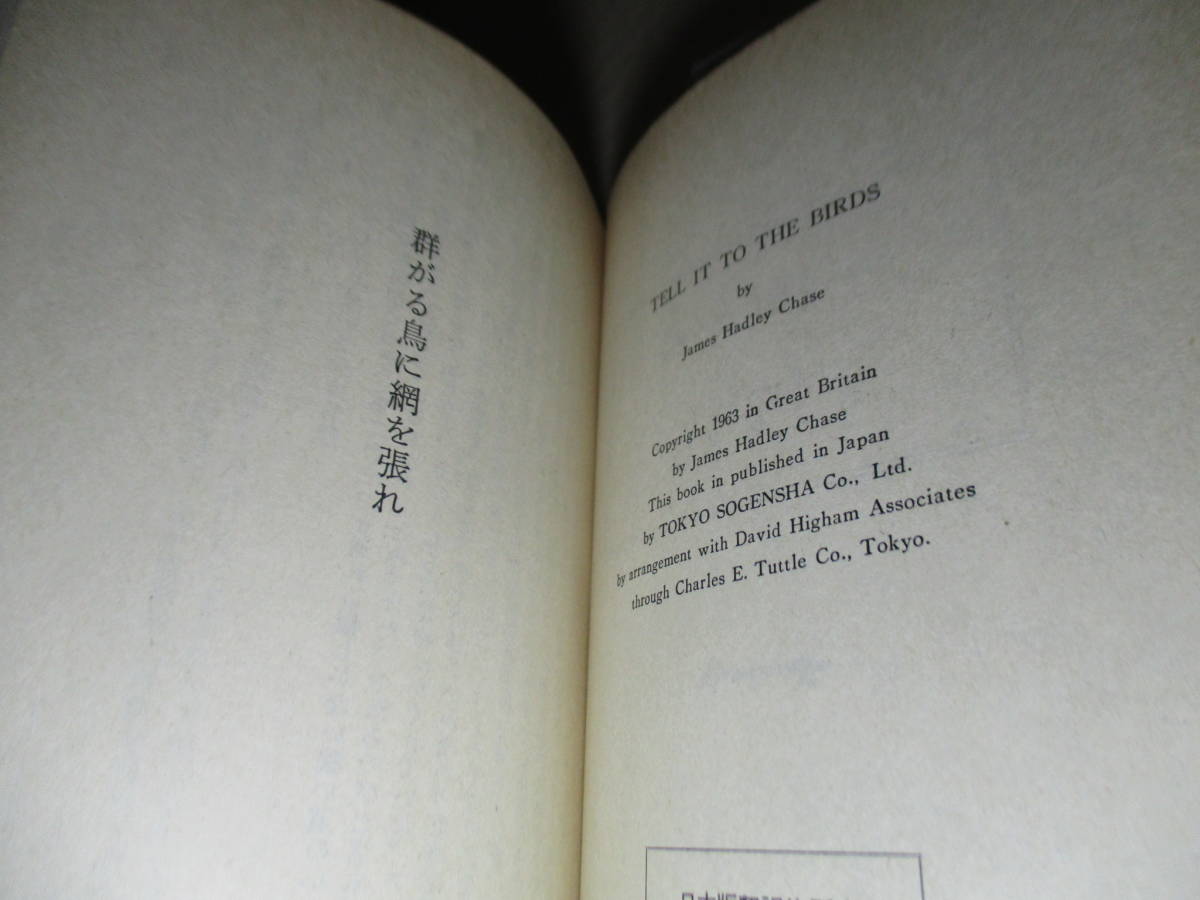 TELL IT TO THE BIRDS
by
James Hadley Chase
Copyright 1963 in Great Britain
by James Hadley Chase
This book in published in Japan
by TOKYO SOGENSHA Co., Ltd.
by arrangement with David Higham Associates
through Charles E. Tuttle Co., Tokyo.
群がる鳥に網を張れ